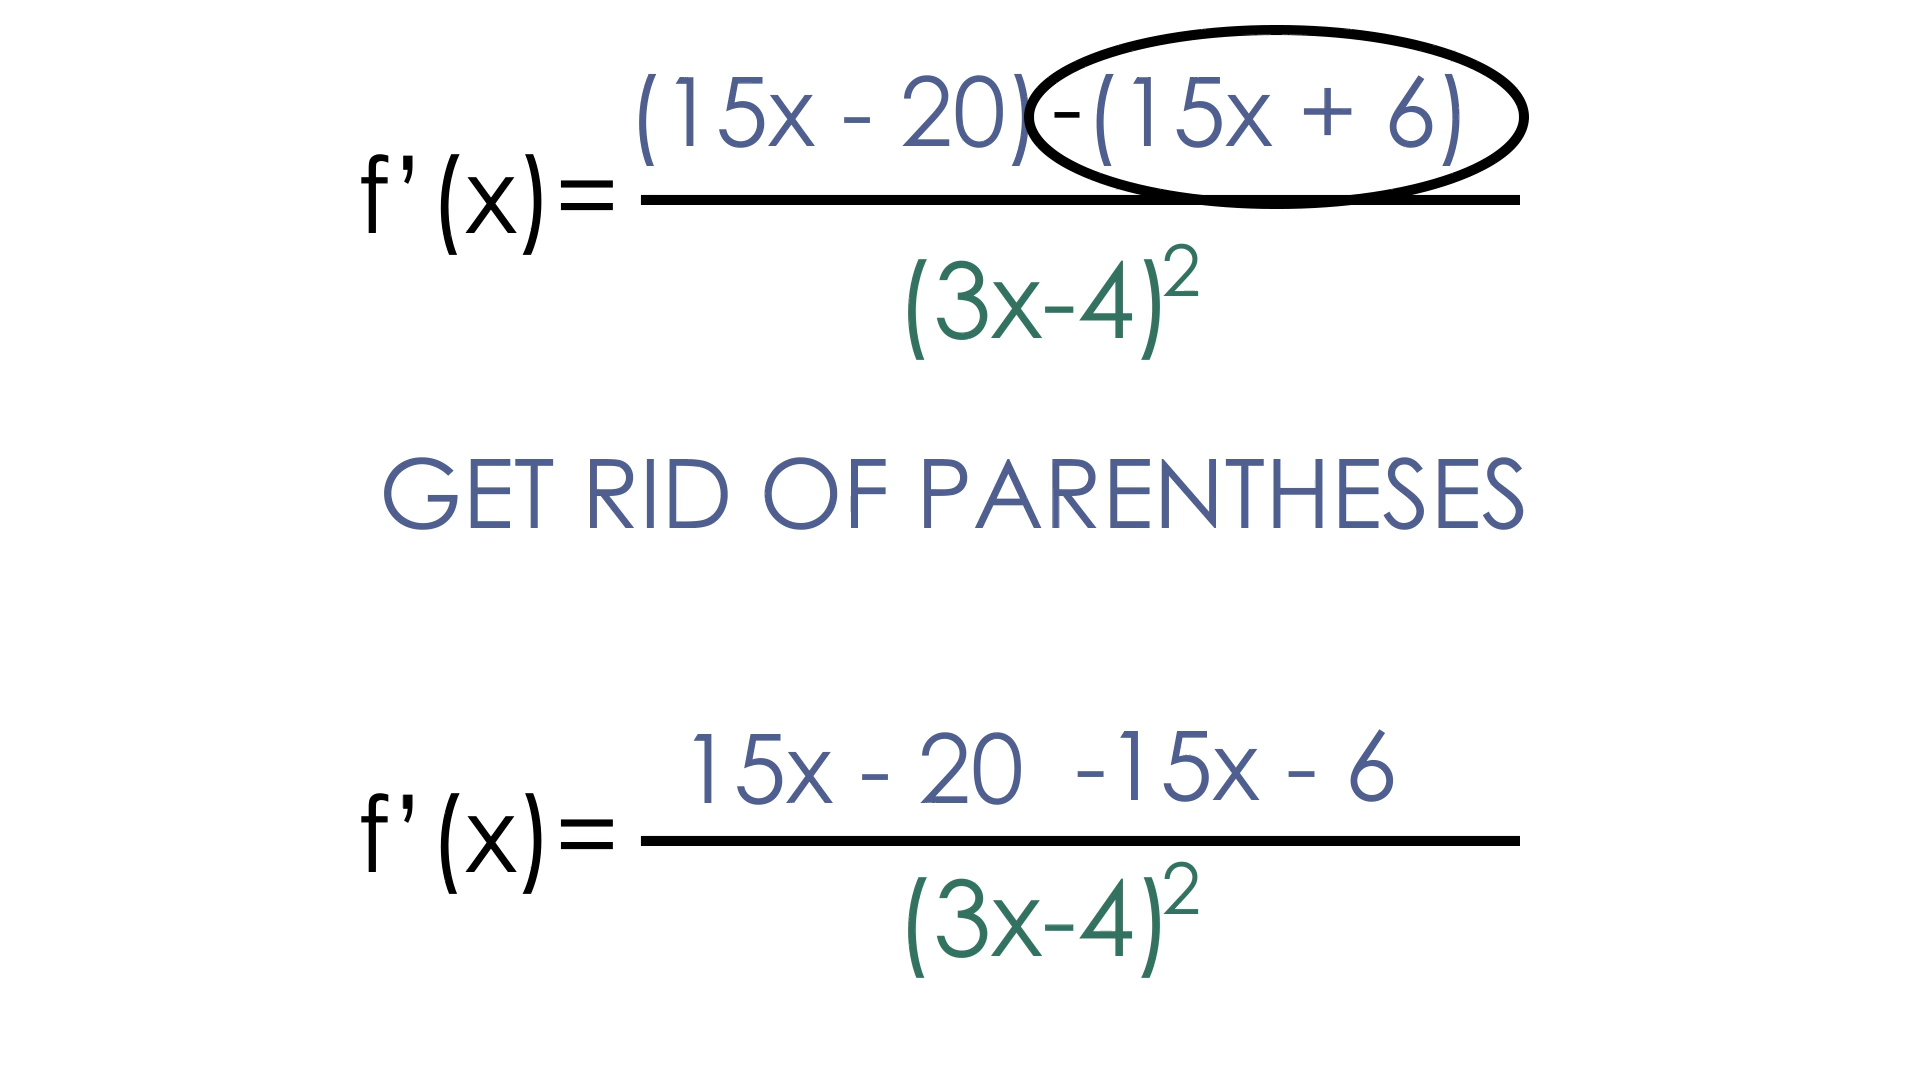 f’(x)= (15x - 20) -(15x + 6)
(3x-4)²
GET RID OF PARENTHESES
f’(x)= 15x - 20 -15x - 6
(3x-4)²